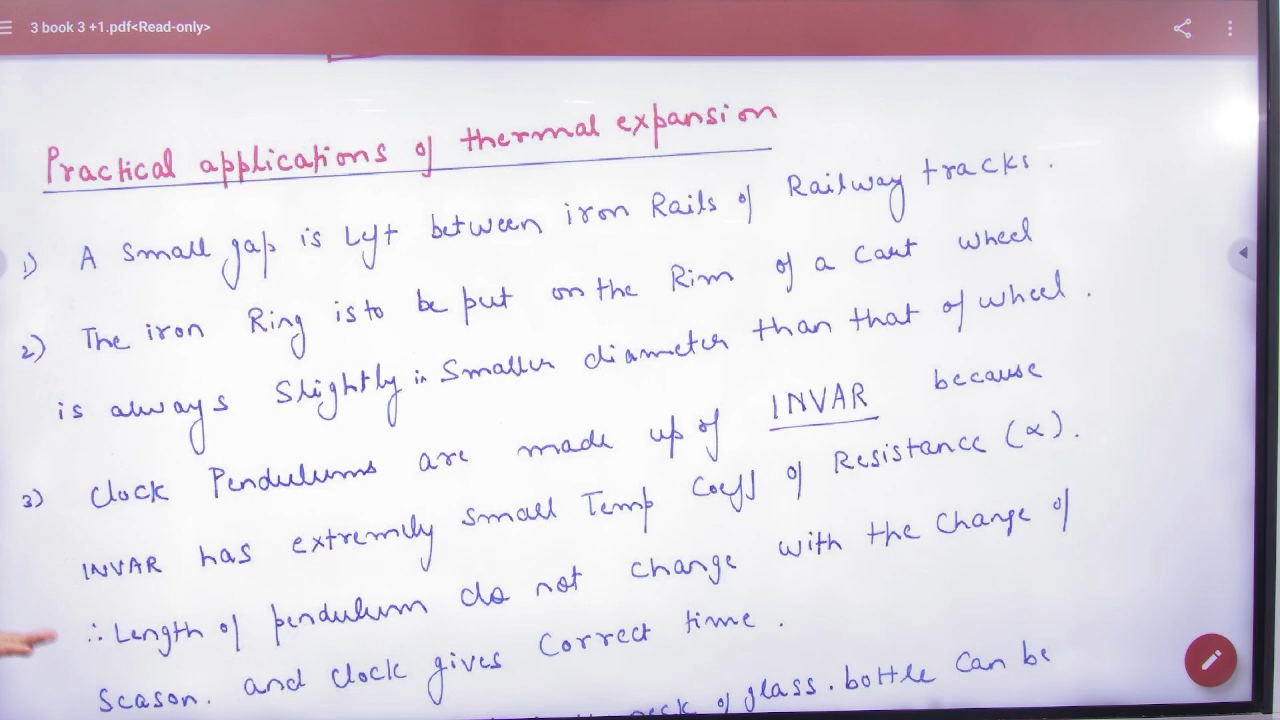 3 book 3 +1.pdf<Read-only>
Practical applications of thermal expansion
1) A small gap is left between iron Rails of Railway tracks.
2) The iron Ring is to be put on the Rim of a cart wheel
is always slightly in smaller diameter than that of wheel.
3) Clock Pendulums are made up of INVAR because
INVAR has extremely small Temp Coeff of Resistance (α).
∴ Length of pendulum do not change with the change of
season. and clock gives correct time.
neck of glass. bottle can be